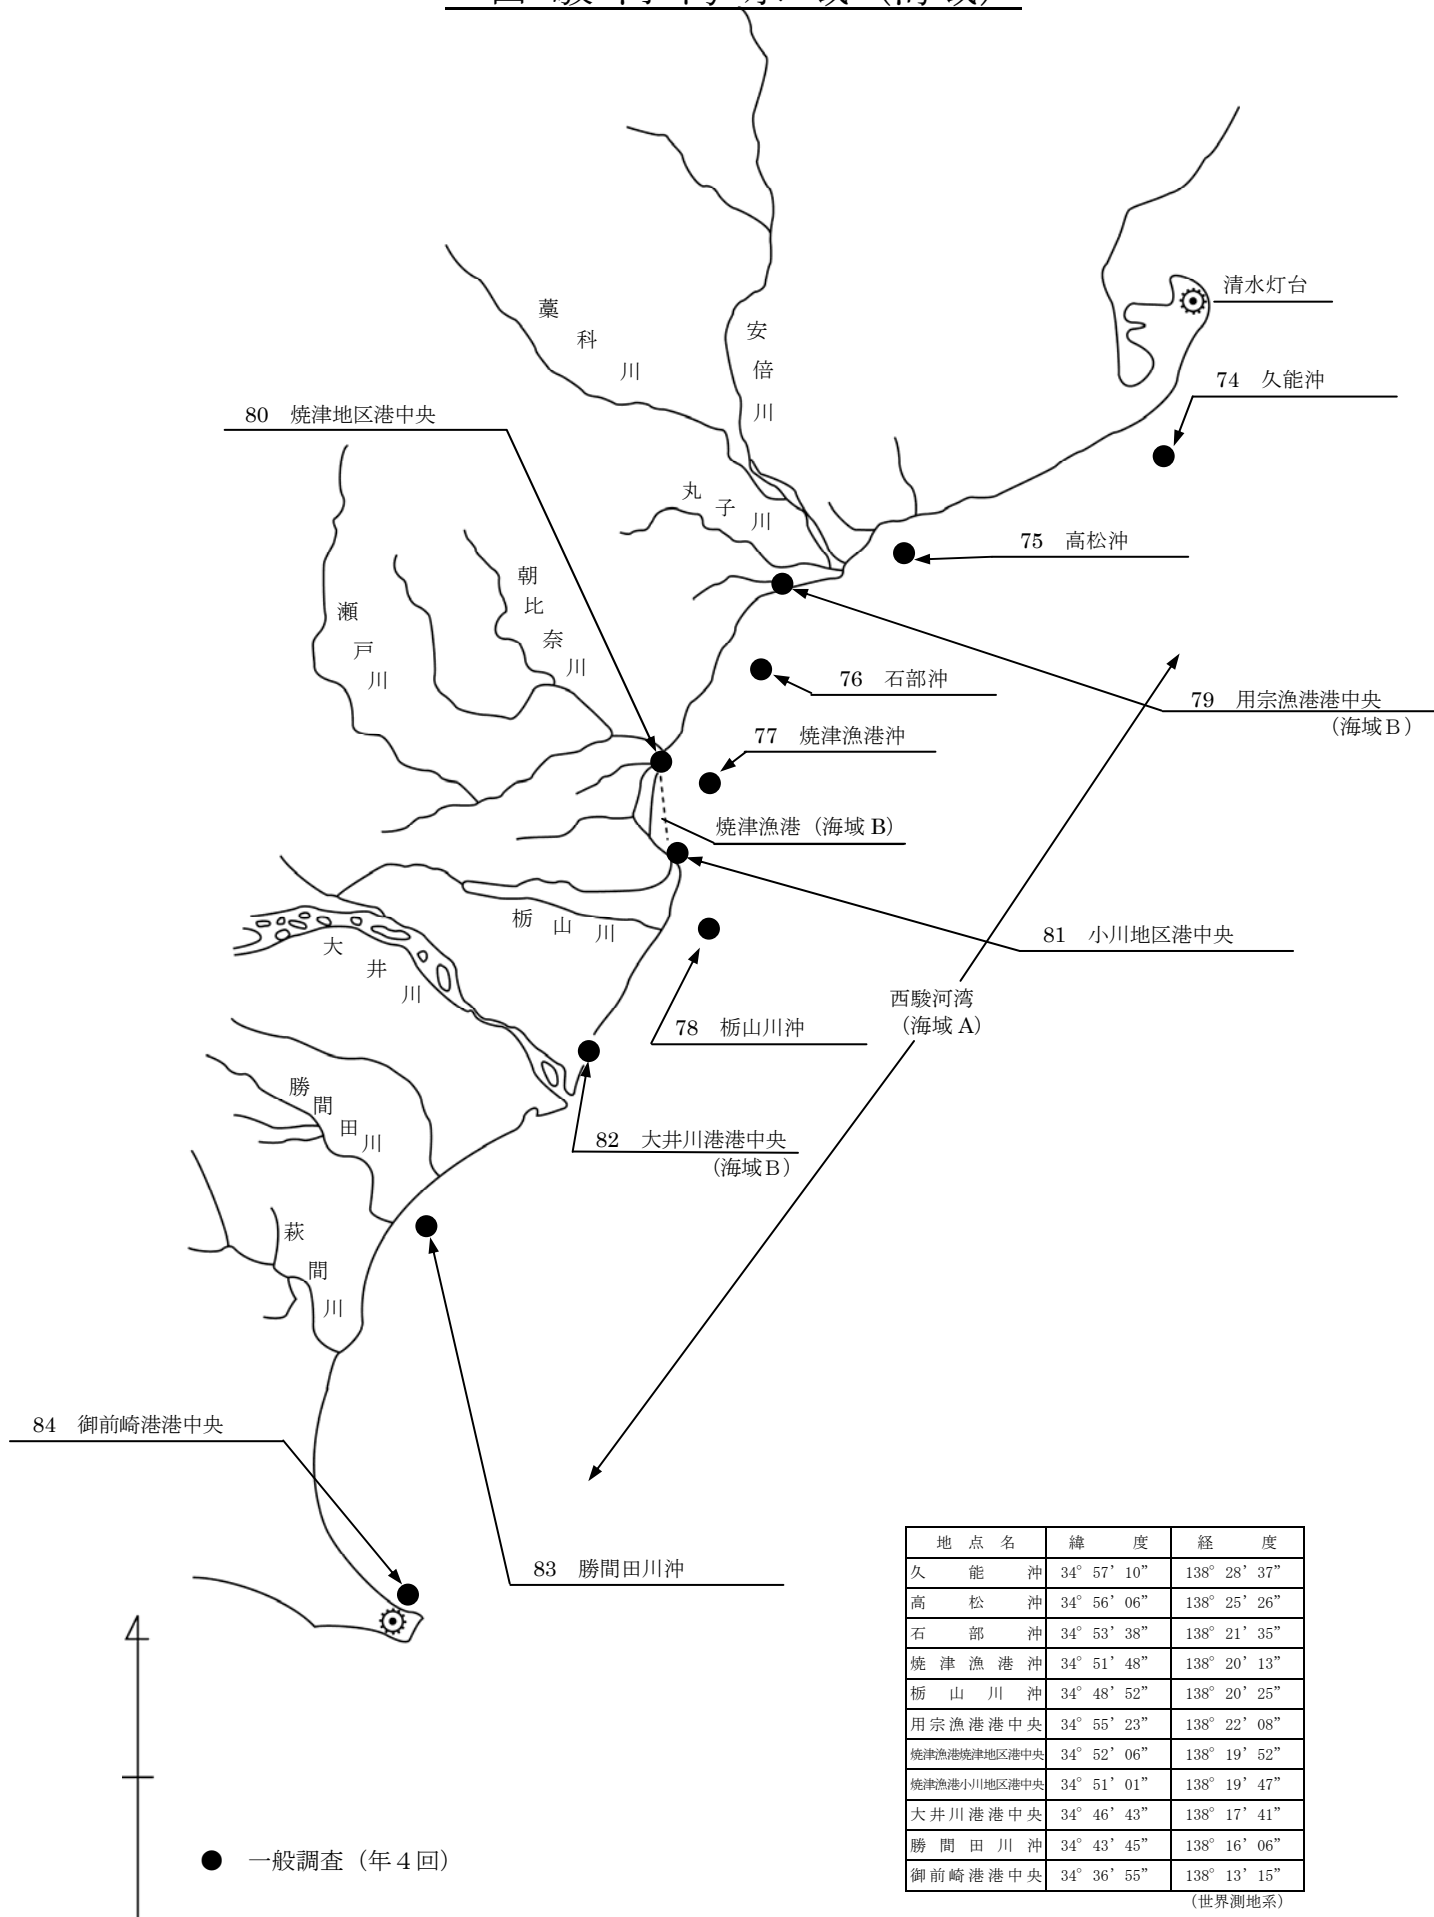 清水灯台
藁科川
安倍川
74 久能沖
80 焼津地区港中央
丸子川
75 高松沖
朝比奈川
瀬戸川
76 石部沖
79 用宗漁港港中央
（海域Ｂ）
77 焼津漁港沖
焼津漁港（海域 B）
栃山川
81 小川地区港中央
大井川
西駿河湾
（海域 A）
78 栃山川沖
勝間田川
82 大井川港港中央
（海域Ｂ）
萩間川
84 御前崎港港中央
83 勝間田川沖
地点名 緯度 経度
久能沖 34°57’10” 138°28’37”
高松沖 34°56’06” 138°25’26”
石部沖 34°53’38” 138°21’35”
焼津漁港沖 34°51’48” 138°20’13”
栃山川沖 34°48’52” 138°20’25”
用宗漁港港中央 34°55’23” 138°22’08”
焼津漁港焼津地区港中央 34°52’06” 138°19’52”
焼津漁港小川地区港中央 34°51’01” 138°19’47”
大井川港港中央 34°46’43” 138°17’41”
勝間田川沖 34°43’45” 138°16’06”
御前崎港港中央 34°36’55” 138°13’15”
（世界測地系）
● 一般調査（年４回）